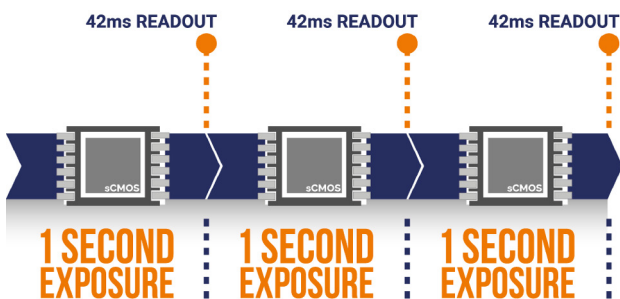 42ms READOUT
42ms READOUT
42ms READOUT
sCMOS
sCMOS
sCMOS
1 SECOND
EXPOSURE
1 SECOND
EXPOSURE
1 SECOND
EXPOSURE